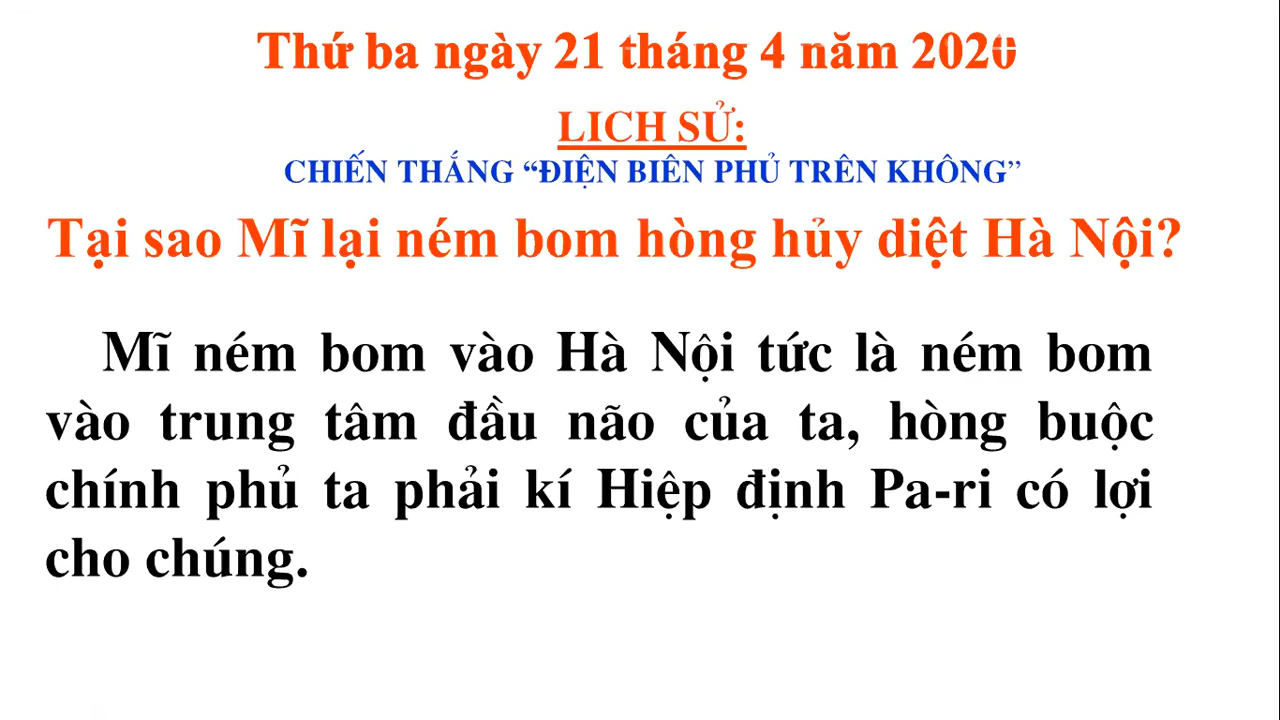 Thứ ba ngày 21 tháng 4 năm 2020
LICH SỬ:
CHIẾN THẮNG “ĐIỆN BIÊN PHỦ TRÊN KHÔNG”
Tại sao Mĩ lại ném bom hòng hủy diệt Hà Nội?
Mĩ ném bom vào Hà Nội tức là ném bom
vào trung tâm đầu não của ta, hòng buộc
chính phủ ta phải kí Hiệp định Pa-ri có lợi
cho chúng.